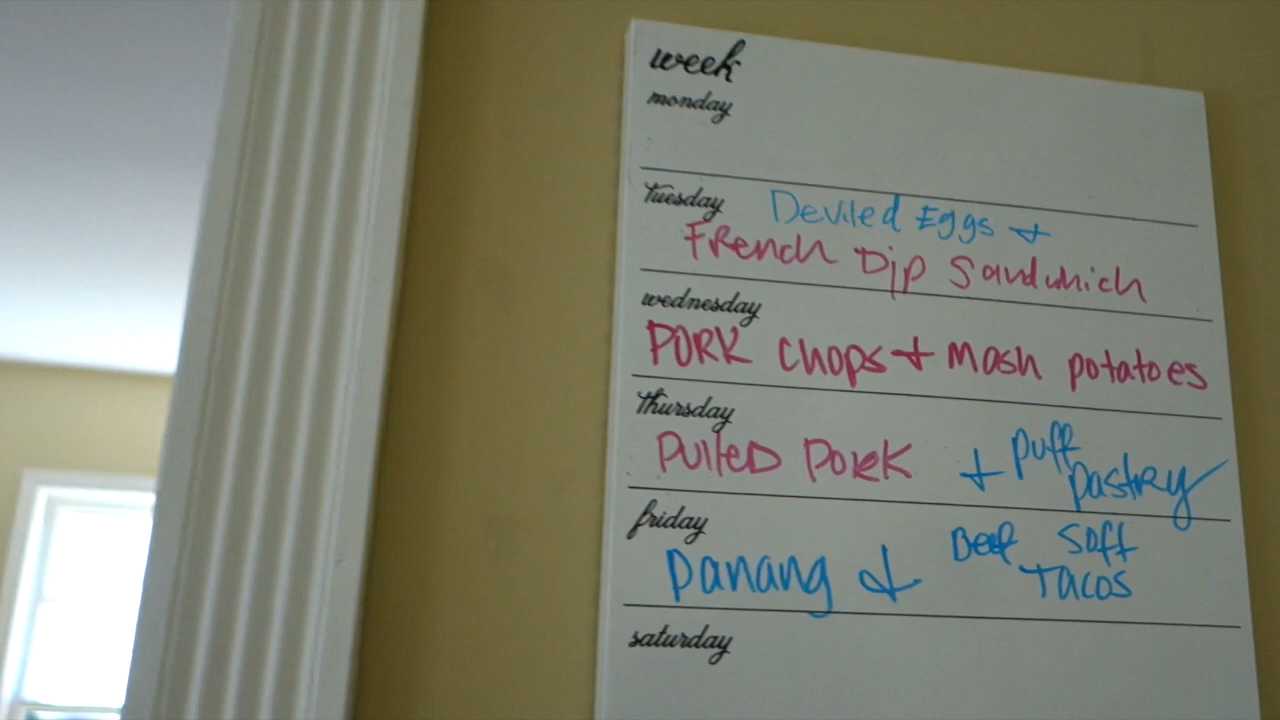 week
monday
tuesday Deviled Eggs +
French Dip Sandwich
wednesday
PORK Chops + Mash potatoes
thursday
Pulled Pork + puff
pastry
friday
Panang & Beef Soft
Tacos
saturday